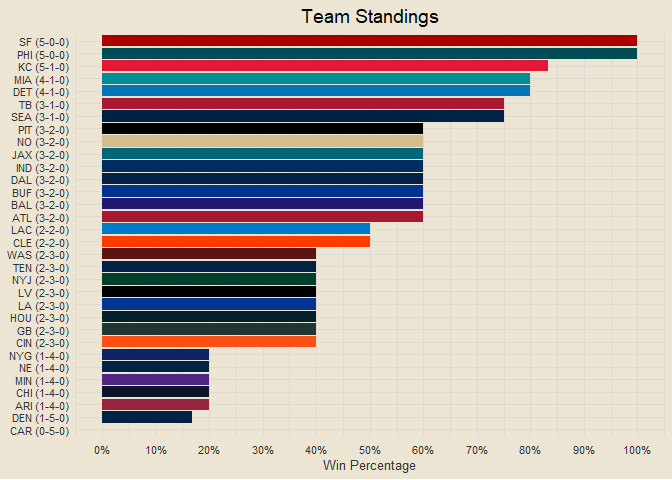 Team Standings
SF (5-0-0)
PHI (5-0-0)
KC (5-1-0)
MIA (4-1-0)
DET (4-1-0)
TB (3-1-0)
SEA (3-1-0)
PIT (3-2-0)
NO (3-2-0)
JAX (3-2-0)
IND (3-2-0)
DAL (3-2-0)
BUF (3-2-0)
BAL (3-2-0)
ATL (3-2-0)
LAC (2-2-0)
CLE (2-2-0)
WAS (2-3-0)
TEN (2-3-0)
NYJ (2-3-0)
LV (2-3-0)
LA (2-3-0)
HOU (2-3-0)
GB (2-3-0)
CIN (2-3-0)
NYG (1-4-0)
NE (1-4-0)
MIN (1-4-0)
CHI (1-4-0)
ARI (1-4-0)
DEN (1-5-0)
CAR (0-5-0)
0% 10% 20% 30% 40% 50% 60% 70% 80% 90% 100%
Win Percentage